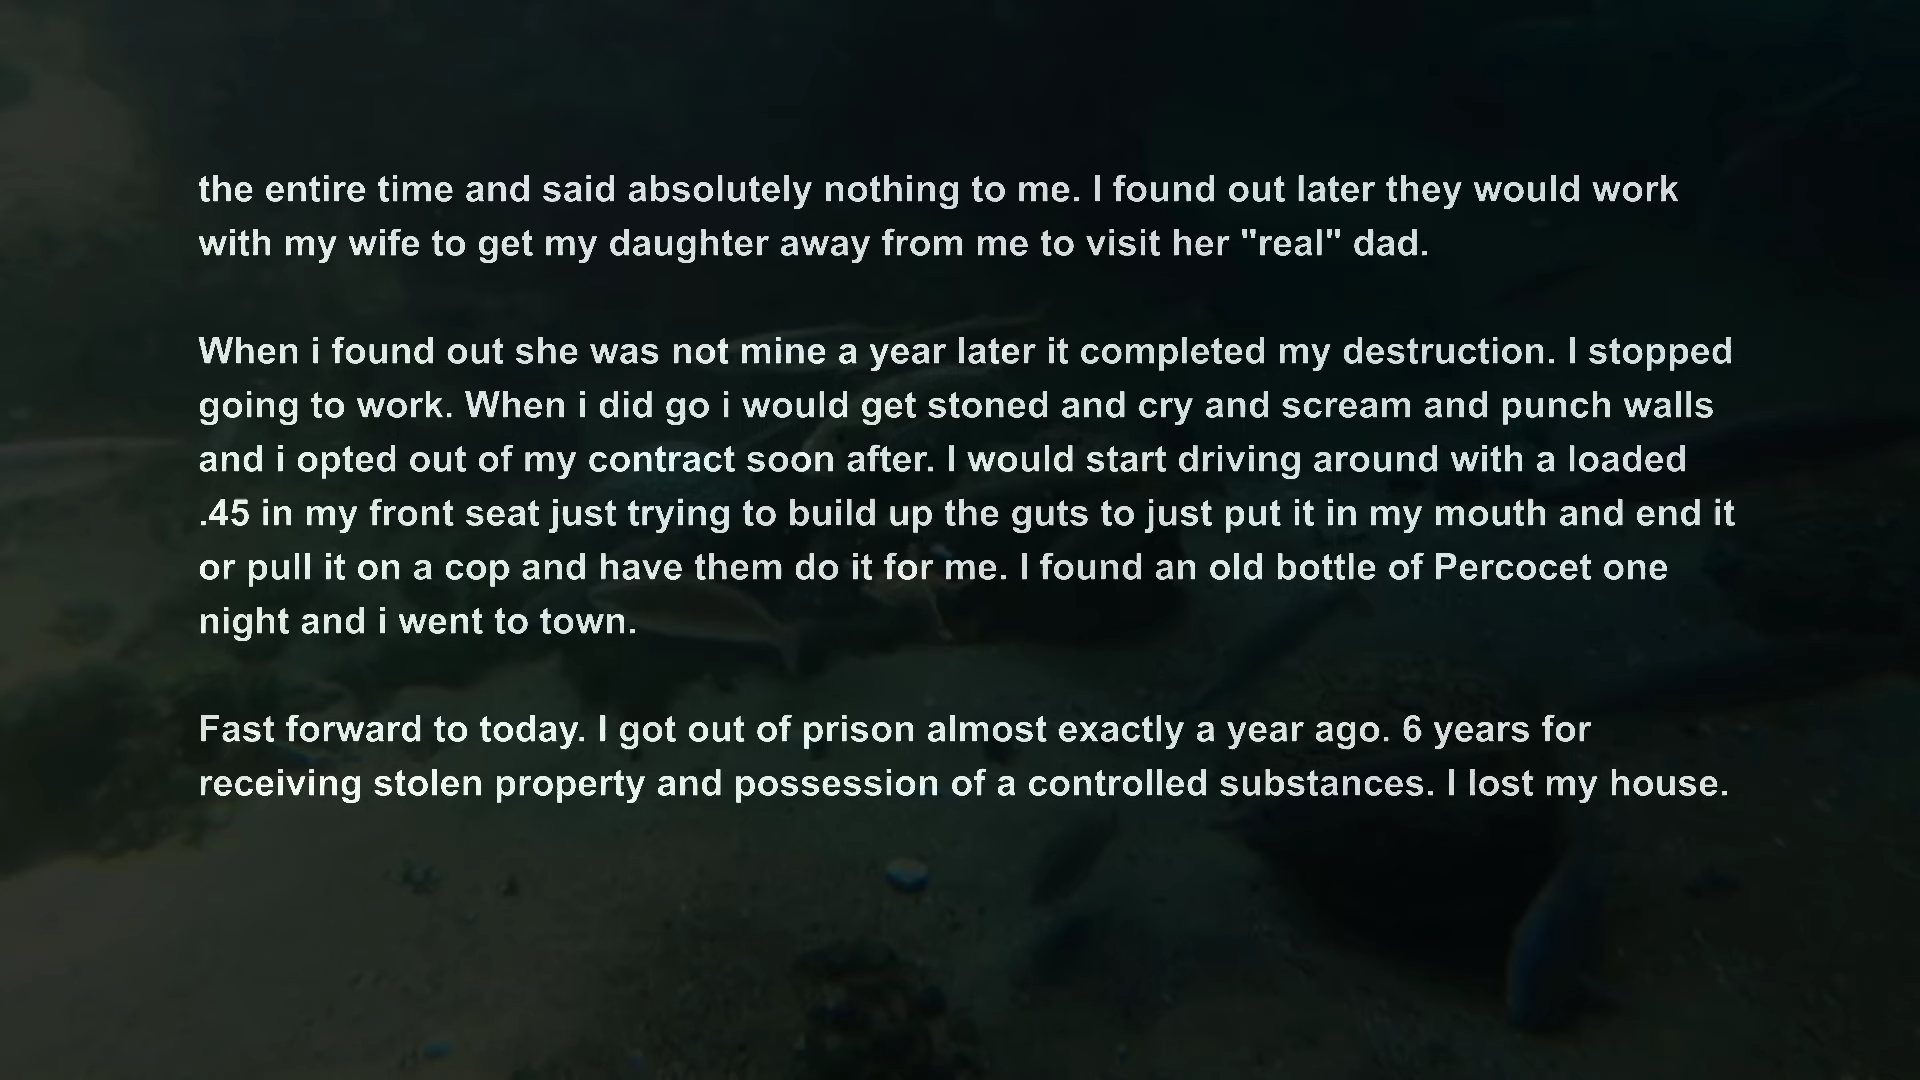 the entire time and said absolutely nothing to me. I found out later they would work
with my wife to get my daughter away from me to visit her "real" dad.
When i found out she was not mine a year later it completed my destruction. I stopped
going to work. When i did go i would get stoned and cry and scream and punch walls
and i opted out of my contract soon after. I would start driving around with a loaded
.45 in my front seat just trying to build up the guts to just put it in my mouth and end it
or pull it on a cop and have them do it for me. I found an old bottle of Percocet one
night and i went to town.
Fast forward to today. I got out of prison almost exactly a year ago. 6 years for
receiving stolen property and possession of a controlled substances. I lost my house.